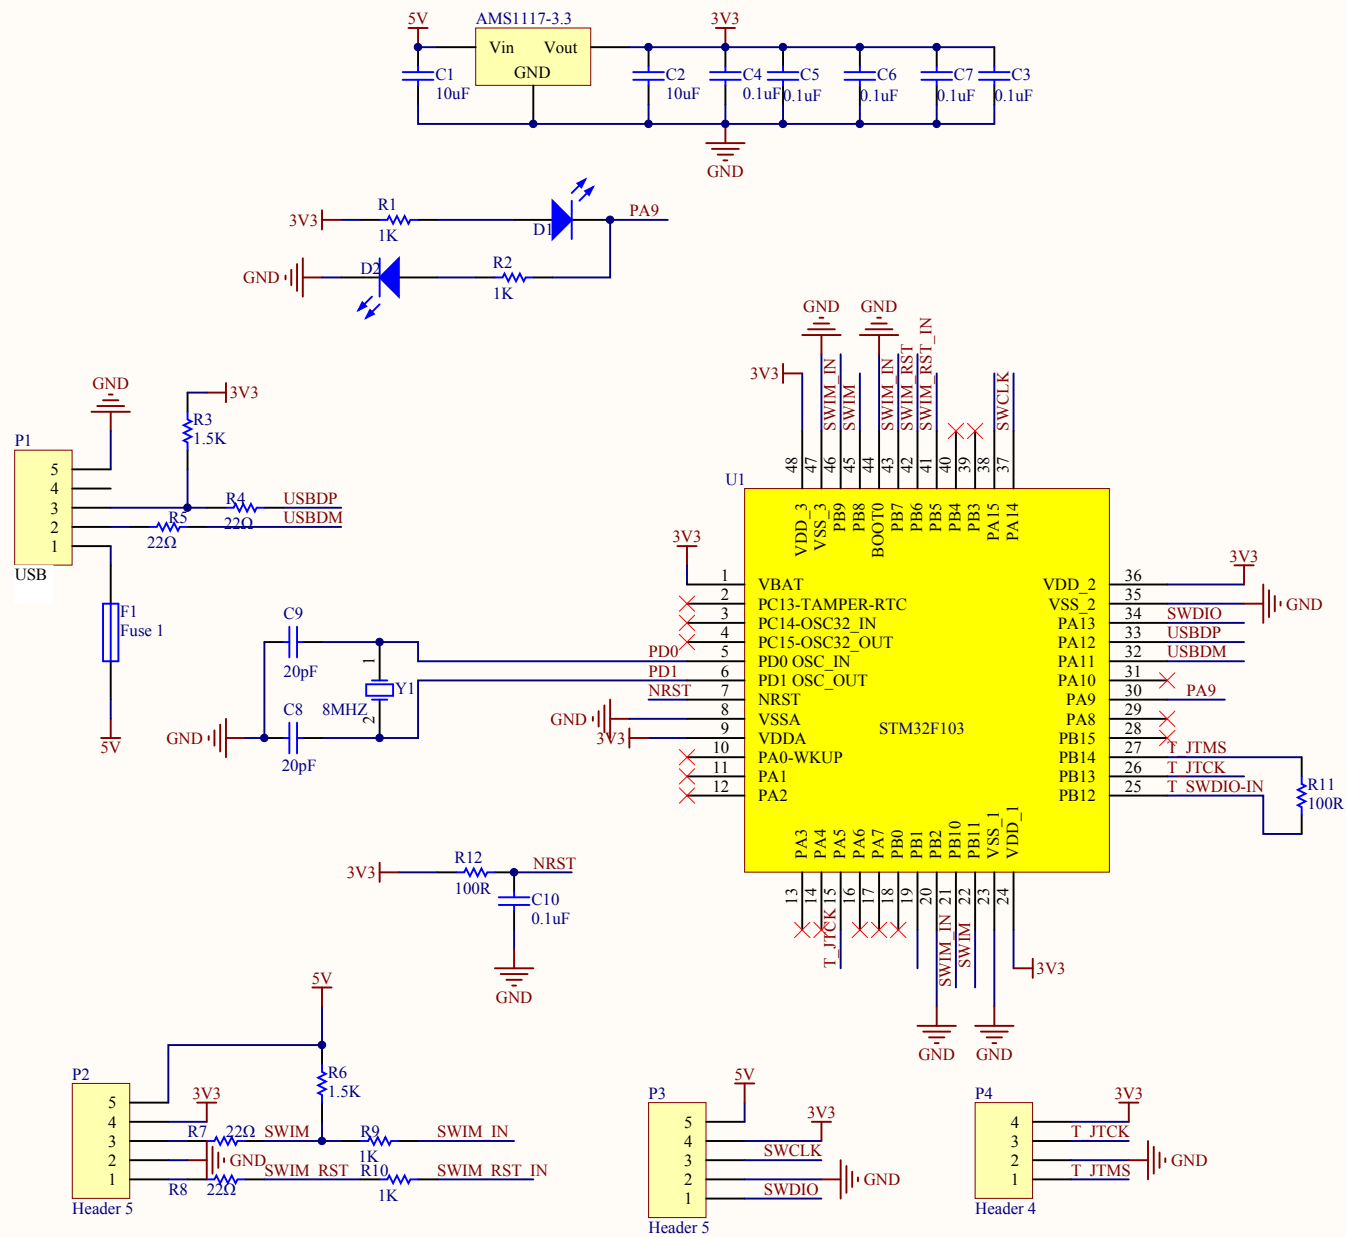 5V AMS1117-3.3 3V3
Vin Vout
GND
C1 C2 C4 C5 C6 C7 C3
10uF 10uF 0.1uF 0.1uF 0.1uF 0.1uF 0.1uF
GND
R1
3V3 1K D1 PA9
D2 R2
GND 1K
GND GND
3V3 SWIM_IN SWIM SWIM_IN SWIM_RST SWIM_RST_IN SWCLK
48 47 46 45 44 43 42 41 40 39 38 37
U1
VDD_3 VSS_3 PB9 PB8 BOOT0 PB7 PB6 PB5 PB4 PB3 PA15 PA14
GND
3V3
R3
1.5K
P1
5
4
3 R4 USBDP
22Ω
2 R5 USBDM
22Ω
1
USB
F1
Fuse 1
5V
3V3
1 VBAT
2 PC13-TAMPER-RTC
3 PC14-OSC32_IN
4 PC15-OSC32_OUT
PD0 5 PD0 OSC_IN
PD1 6 PD1 OSC_OUT
NRST 7 NRST
GND 8 VSSA
3V3 9 VDDA
10 PA0-WKUP
11 PA1
12 PA2
STM32F103
3V3
VDD_2 36
VSS_2 35 GND
PA13 34 SWDIO
PA12 33 USBDP
PA11 32 USBDM
PA10 31
PA9 30 PA9
PA8 29
PB15 28
PB14 27 T_JTMS
PB13 26 T_JTCK
PB12 25 T_SWDIO-IN
R11
100R
C9
20pF
1
Y1
8MHZ
2
GND
C8
20pF
PA3 PA4 PA5 PA6 PA7 PB0 PB1 PB2 PB10 PB11 VSS_1 VDD_1
13 14 15 16 17 18 19 20 21 22 23 24
T_JTCK SWIM_IN SWIM 3V3
GND GND
3V3 R12 NRST
100R
C10
0.1uF
GND
5V
R6
1.5K
P2
5
4 3V3
3 R7 22Ω SWIM R9 SWIM_IN
1K
2 GND
1 R8 22Ω SWIM_RST R10 SWIM_RST_IN
1K
Header 5
5V
P3
5
4 3V3
3 SWCLK
2 GND
1 SWDIO
Header 5
P4 3V3
4
3 T_JTCK
2 GND
1 T_JTMS
Header 4